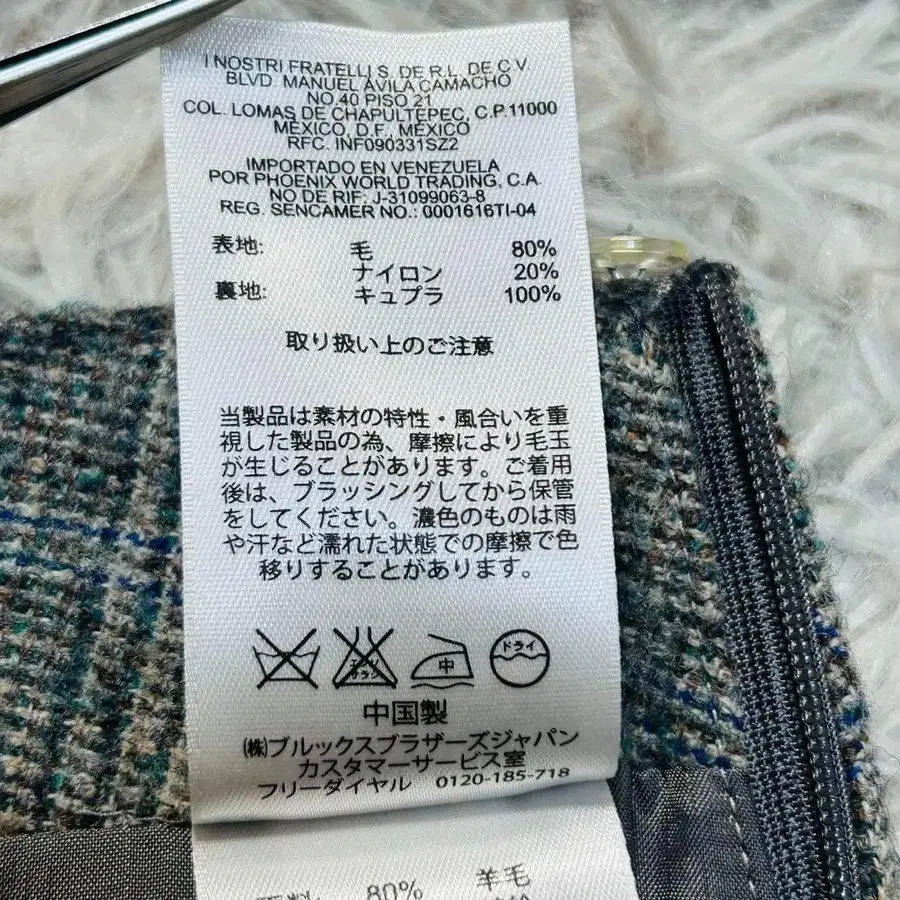 I NOSTRI FRATELLI S. DE R.L. DE C.V.
BLVD. MANUEL AVILA CAMACHO
NO.40 PISO 21
COL. LOMAS DE CHAPULTEPEC, C.P.11000
MÉXICO, D.F., MÉXICO
RFC. INF090331SZ2
IMPORTADO EN VENEZUELA
POR PHOENIX WORLD TRADING, C.A.
NO DE RIF: J-31099063-8
REG. SENCAMER NO.: 0001616TI-04
表地: 毛 80%
ナイロン 20%
裏地: キュプラ 100%
取り扱い上のご注意
当製品は素材の特性・風合いを重
視した製品の為、摩擦により毛玉
が生じることがあります。ご着用
後は、ブラッシングしてから保管
をしてください。濃色のものは雨
や汗など濡れた状態での摩擦で色
移りすることがあります。
エンソ
サラシ
中
ドライ
中国製
㈱ブルックスブラザーズジャパン
カスタマーサービス室
フリーダイヤル 0120-185-718
80% 羊毛